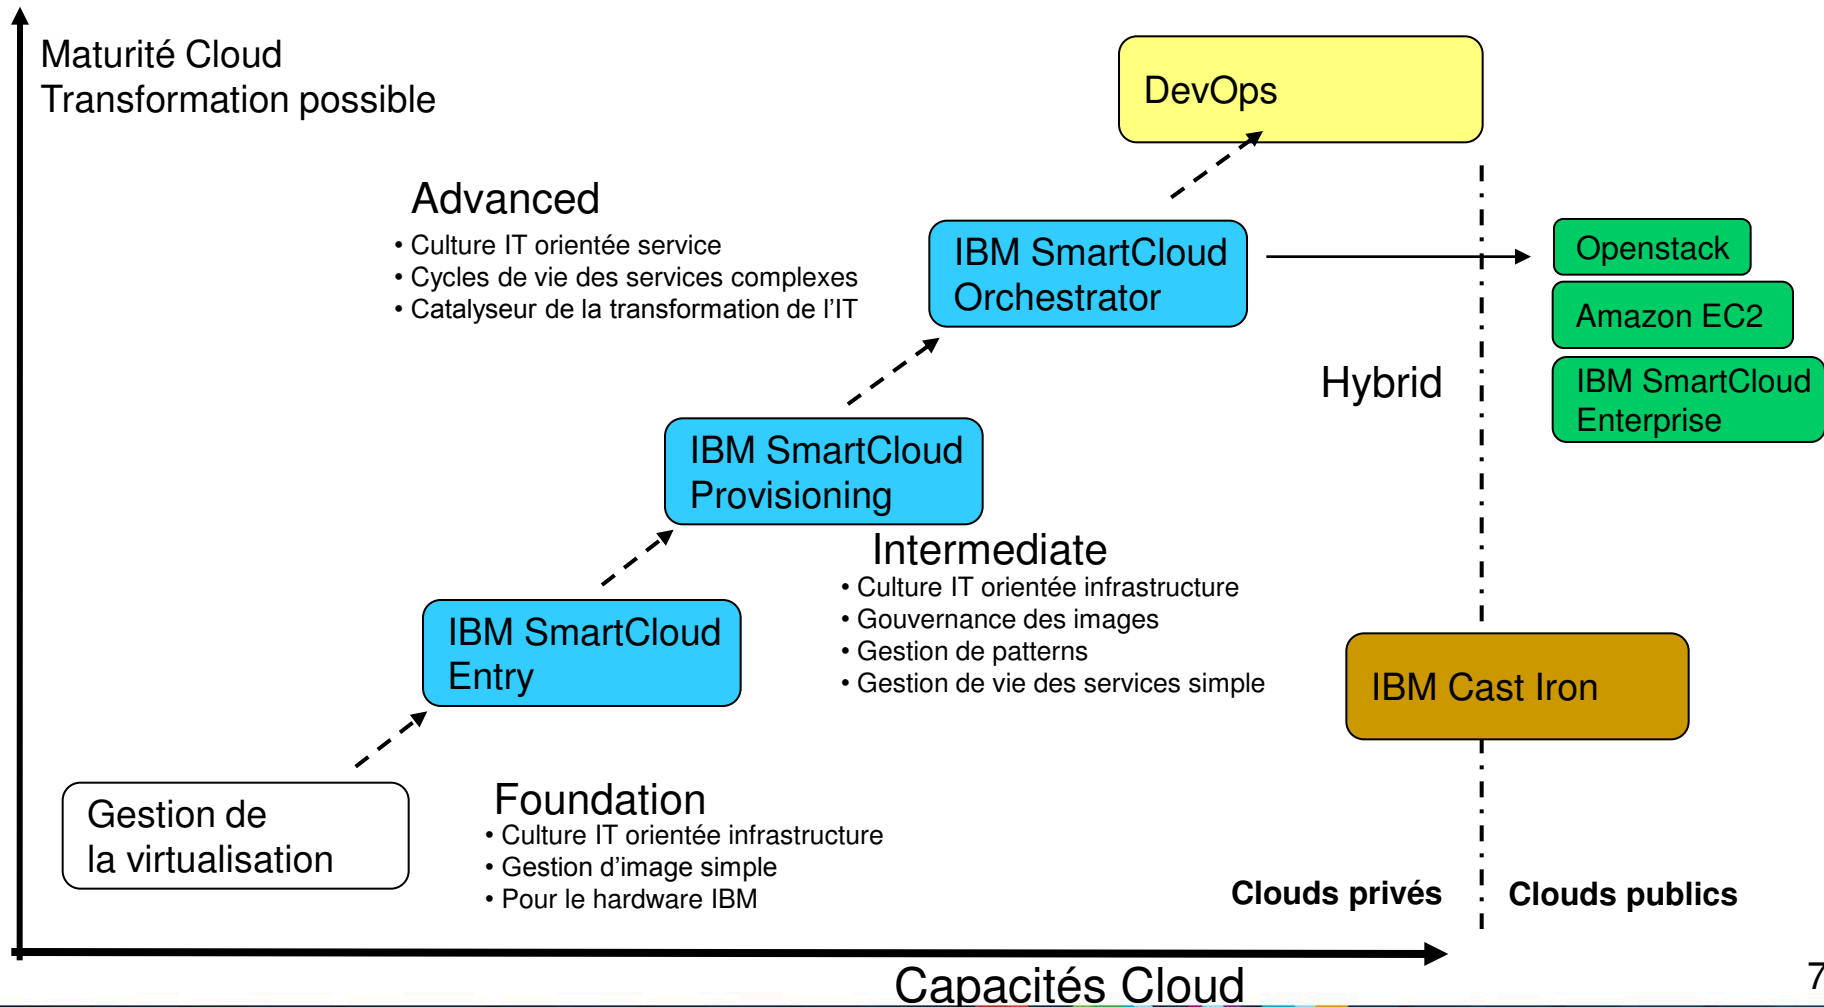 Maturité Cloud
Transformation possible
DevOps
Advanced
• Culture IT orientée service
• Cycles de vie des services complexes
• Catalyseur de la transformation de l’IT
IBM SmartCloud
Orchestrator
Openstack
Amazon EC2
IBM SmartCloud
Enterprise
Hybrid
IBM SmartCloud
Provisioning
Intermediate
• Culture IT orientée infrastructure
• Gouvernance des images
• Gestion de patterns
• Gestion de vie des services simple
IBM SmartCloud
Entry
IBM Cast Iron
Gestion de
la virtualisation
Foundation
• Culture IT orientée infrastructure
• Gestion d’image simple
• Pour le hardware IBM
Clouds privés
Clouds publics
Capacités Cloud
7